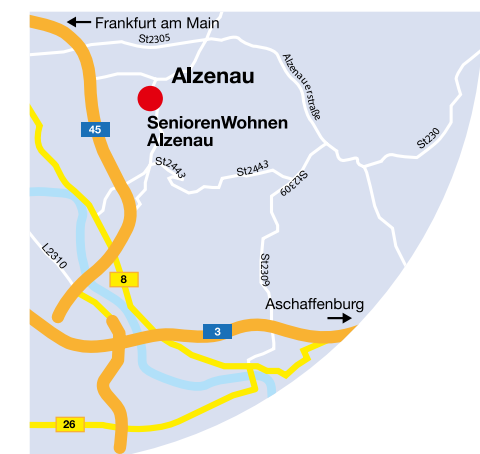 Frankfurt am Main
St2305
Alzenau
Alzenauerstraße
SeniorenWohnen
Alzenau
45
St230
St2443
St2443
St2309
L2310
St2309
8
Aschaffenburg
3
26